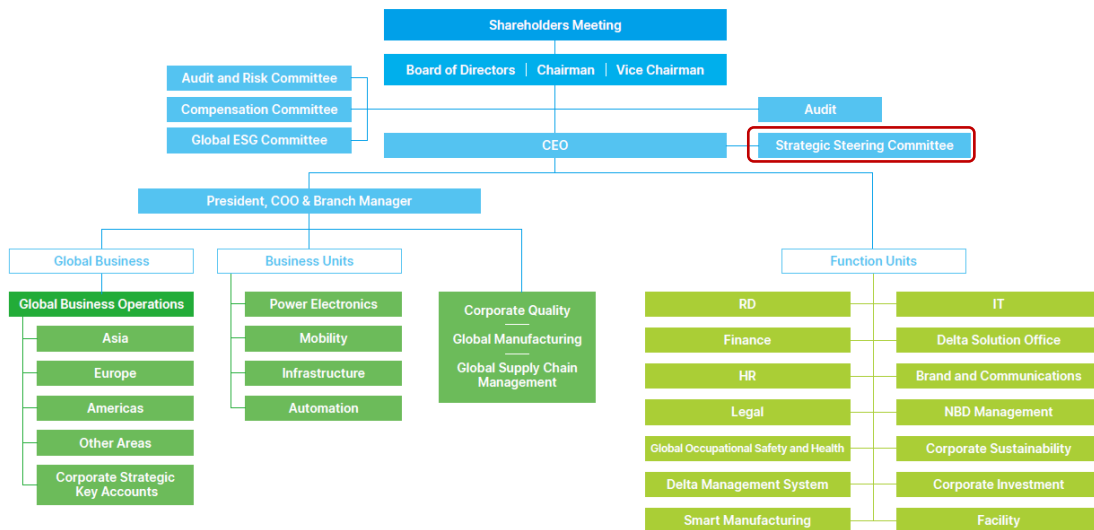 Shareholders Meeting
Board of Directors | Chairman | Vice Chairman
Audit and Risk Committee
Compensation Committee
Audit
Global ESG Committee
CEO
Strategic Steering Committee
President, COO & Branch Manager
Global Business
Business Units
Function Units
Global Business Operations
Asia
Europe
Americas
Other Areas
Corporate Strategic
Key Accounts
Power Electronics
Mobility
Infrastructure
Automation
Corporate Quality
Global Manufacturing
Global Supply Chain
Management
RD
Finance
HR
Legal
Global Occupational Safety and Health
Delta Management System
Smart Manufacturing
IT
Delta Solution Office
Brand and Communications
NBD Management
Corporate Sustainability
Corporate Investment
Facility